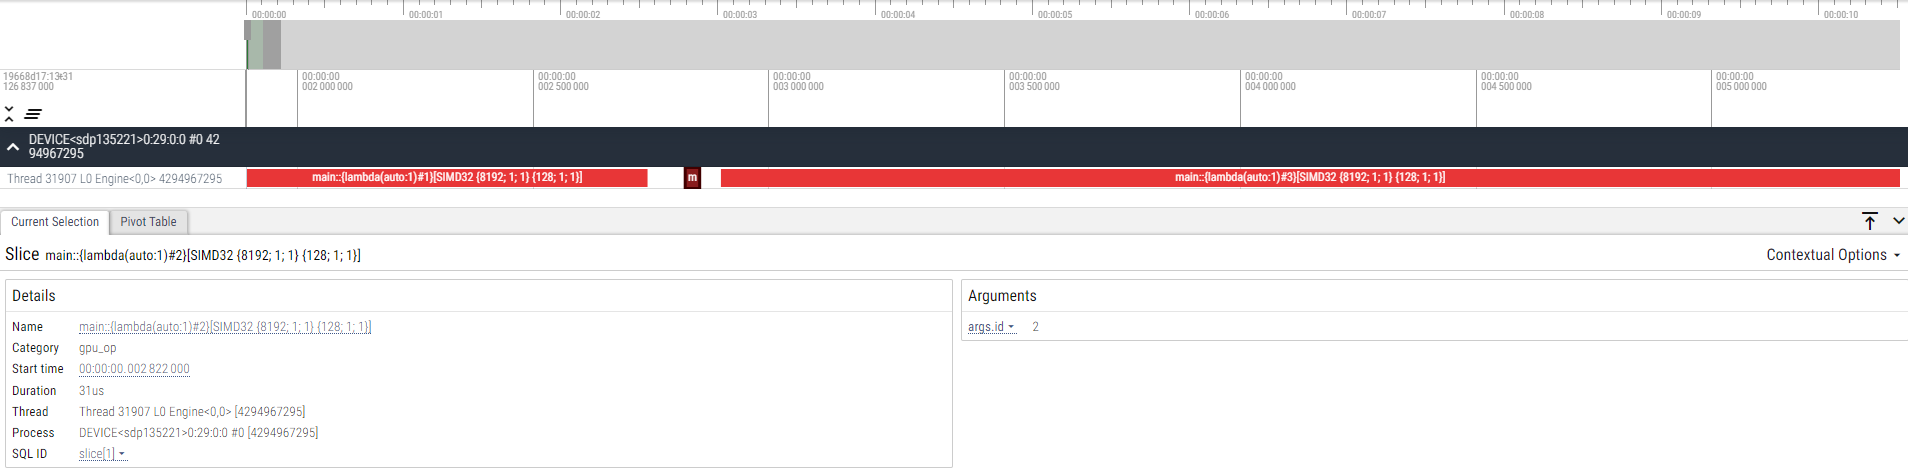 00:00:00 00:00:01 00:00:02 00:00:03 00:00:04 00:00:05 00:00:06 00:00:07 00:00:08 00:00:09 00:00:10
19668d17:13:31 00:00:00 00:00:00 00:00:00 00:00:00 00:00:00 00:00:00 00:00:00
126 837 000 002 000 000 002 500 000 003 000 000 003 500 000 004 000 000 004 500 000 005 000 000
DEVICE<sdp135221>0:29:0:0 #0 42
94967295
Thread 31907 L0 Engine<0,0> 4294967295 main::{lambda(auto:1)#1}[SIMD32 {8192; 1; 1} {128; 1; 1}] m main::{lambda(auto:1)#3}[SIMD32 {8192; 1; 1} {128; 1; 1}]
Current Selection Pivot Table
Slice main::{lambda(auto:1)#2}[SIMD32 {8192; 1; 1} {128; 1; 1}] Contextual Options
Details Arguments
Name main::{lambda(auto:1)#2}[SIMD32 {8192; 1; 1} {128; 1; 1}] args.id 2
Category gpu_op
Start time 00:00:00.002 822 000
Duration 31us
Thread Thread 31907 L0 Engine<0,0> [4294967295]
Process DEVICE<sdp135221>0:29:0:0 #0 [4294967295]
SQL ID slice[1]